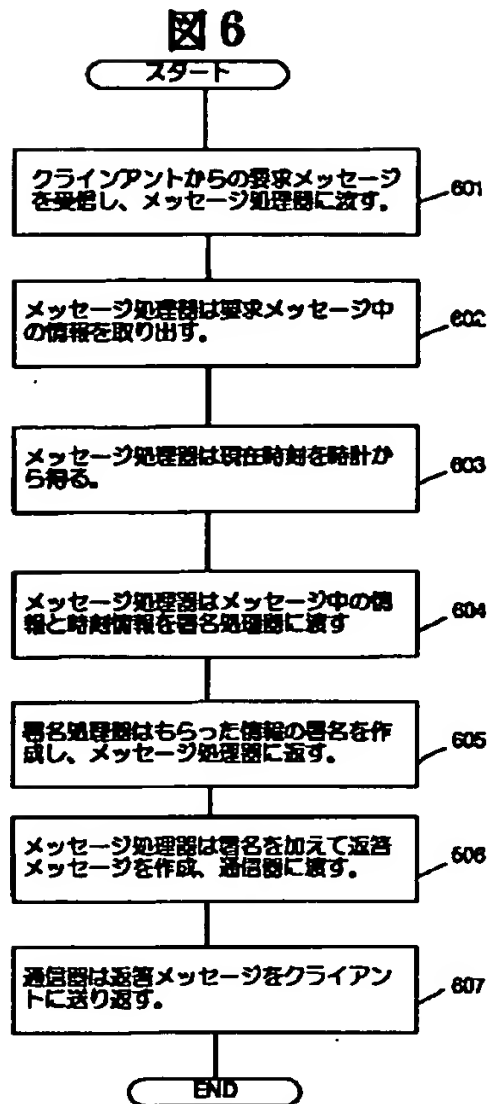 図6
スタート
クラインアントからの要求メッセージ
を受信し、メッセージ処理器に渡す。
601
メッセージ処理器は要求メッセージ中
の情報を取り出す。
602
メッセージ処理器は現在時刻を時計か
ら得る。
603
メッセージ処理器はメッセージ中の情
報と時刻情報を署名処理器に渡す
604
署名処理器はもらった情報の署名を作
成し、メッセージ処理器に返す。
605
メッセージ処理器は署名を加えて返答
メッセージを作成、通信器に渡す。
606
通信器は返答メッセージをクライアン
トに送り返す。
607
END